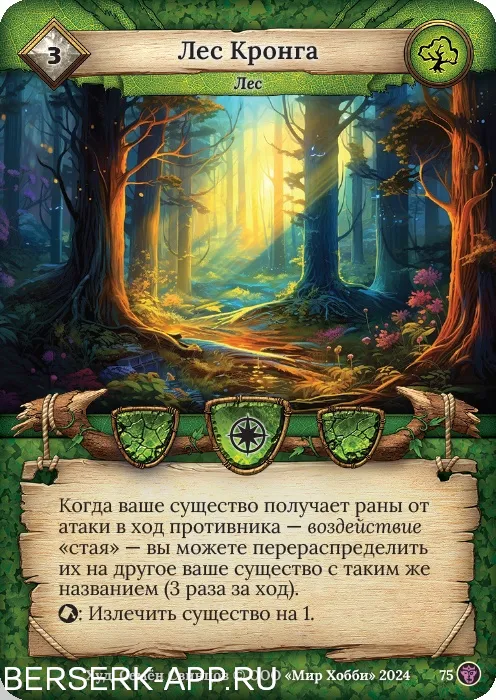 3
Лес Кронга
Лес
Когда ваше существо получает раны от
атаки в ход противника — воздействие
«стая» — вы можете перераспределить
их на другое ваше существо с таким же
названием (3 раза за ход).
: Излечить существо на 1.
«Мир Хобби» 2024
75
BERSERK-APP.RU